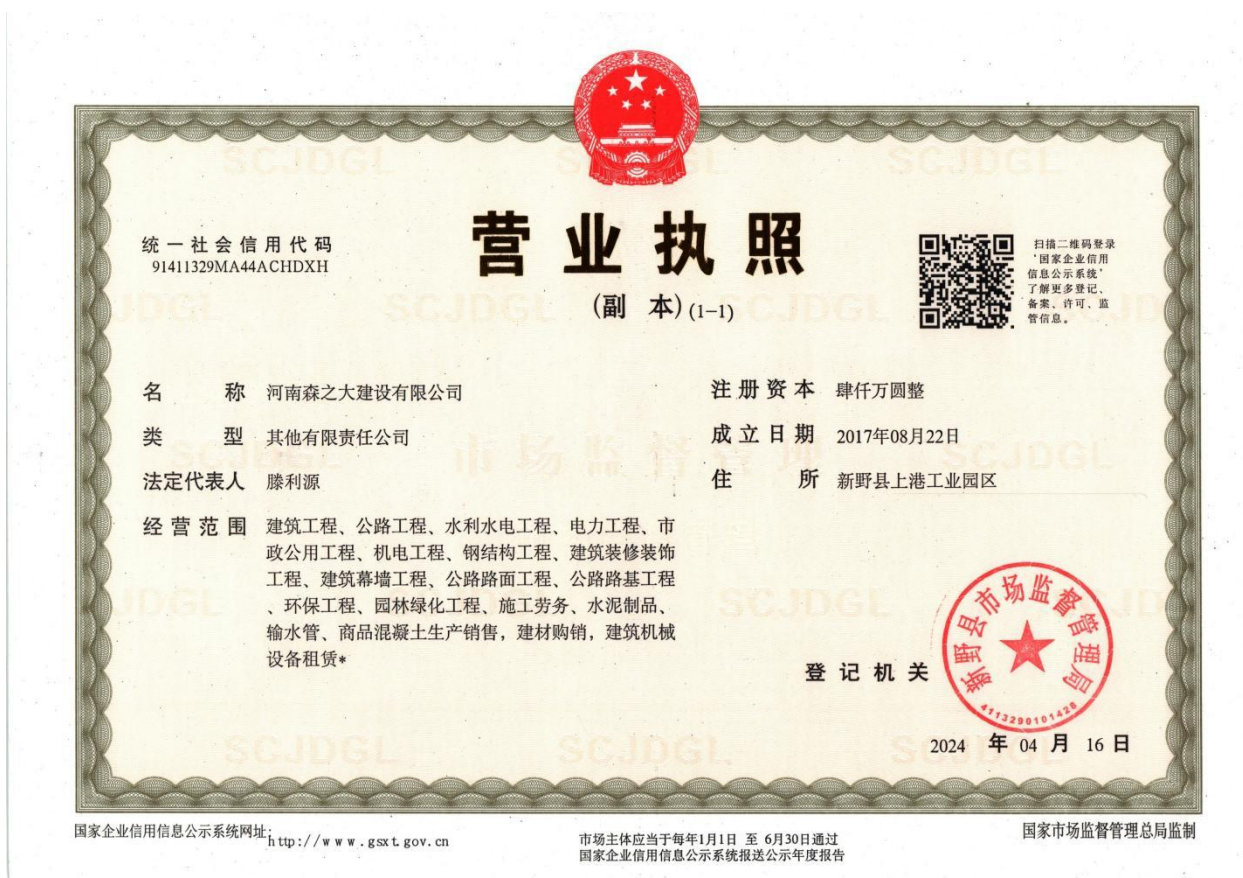 营业执照
(副 本) (1-1)
统一社会信用代码
91411329MA44ACHDXH
扫描二维码登录
‘国家企业信用
信息公示系统’
了解更多登记、
备案、许可、监
管信息。
名 称 河南森之大建设有限公司
类 型 其他有限责任公司
法定代表人 滕利源
经营范围 建筑工程、公路工程、水利水电工程、电力工程、市
政公用工程、机电工程、钢结构工程、建筑装修装饰
工程、建筑幕墙工程、公路路面工程、公路路基工程
、环保工程、园林绿化工程、施工劳务、水泥制品、
输水管、商品混凝土生产销售，建材购销，建筑机械
设备租赁*
注册资本 肆仟万圆整
成立日期 2017年08月22日
住 所 新野县上港工业园区
登记机关
新野县市场监督管理局
4113290101428
2024 年 04 月 16 日
国家企业信用信息公示系统网址:
http://www.gsxt.gov.cn
市场主体应当于每年1月1日 至 6月30日通过
国家企业信用信息公示系统报送公示年度报告
国家市场监督管理总局监制